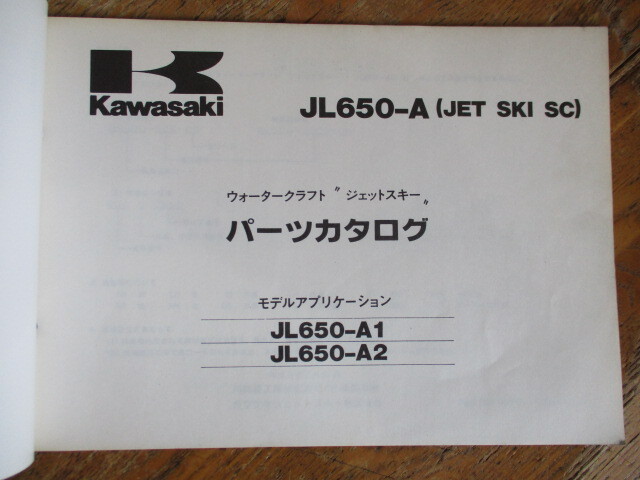 Kawasaki
JL650-A (JET SKI SC)
ウォータークラフト〝ジェットスキー〟
パーツカタログ
モデルアプリケーション
JL650-A1
JL650-A2